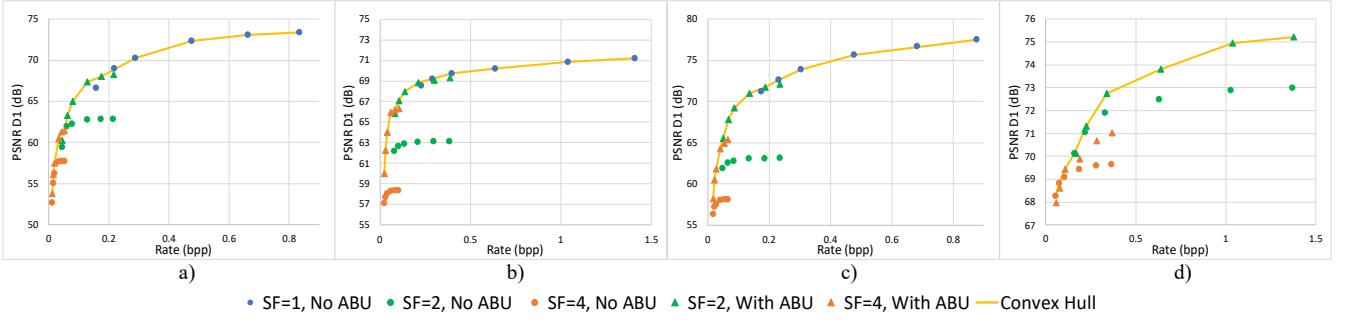 PSNR D1 (dB)
75
70
65
60
55
50
0
0.2
0.4
0.6
0.8
Rate (bpp)
a)
PSNR D1 (dB)
75
73
71
69
67
65
63
61
59
57
55
0
0.5
1
1.5
Rate (bpp)
b)
PSNR D1 (dB)
80
75
70
65
60
55
0
0.2
0.4
0.6
0.8
Rate (bpp)
c)
PSNR D1 (dB)
76
75
74
73
72
71
70
69
68
67
0
0.5
1
1.5
Rate (bpp)
d)
SF=1, No ABU
SF=2, No ABU
SF=4, No ABU
SF=2, With ABU
SF=4, With ABU
Convex Hull